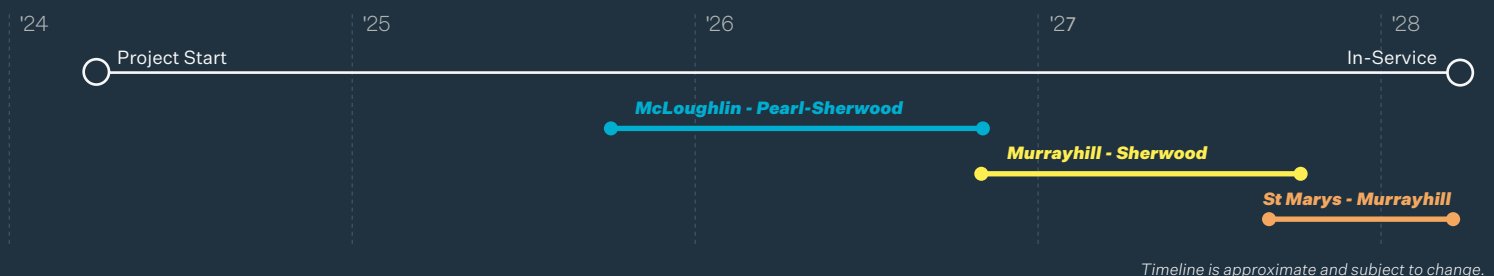 '24 '25 '26 '27 '28
Project Start In-Service
McLoughlin - Pearl-Sherwood
Murrayhill - Sherwood
St Marys - Murrayhill
Timeline is approximate and subject to change.